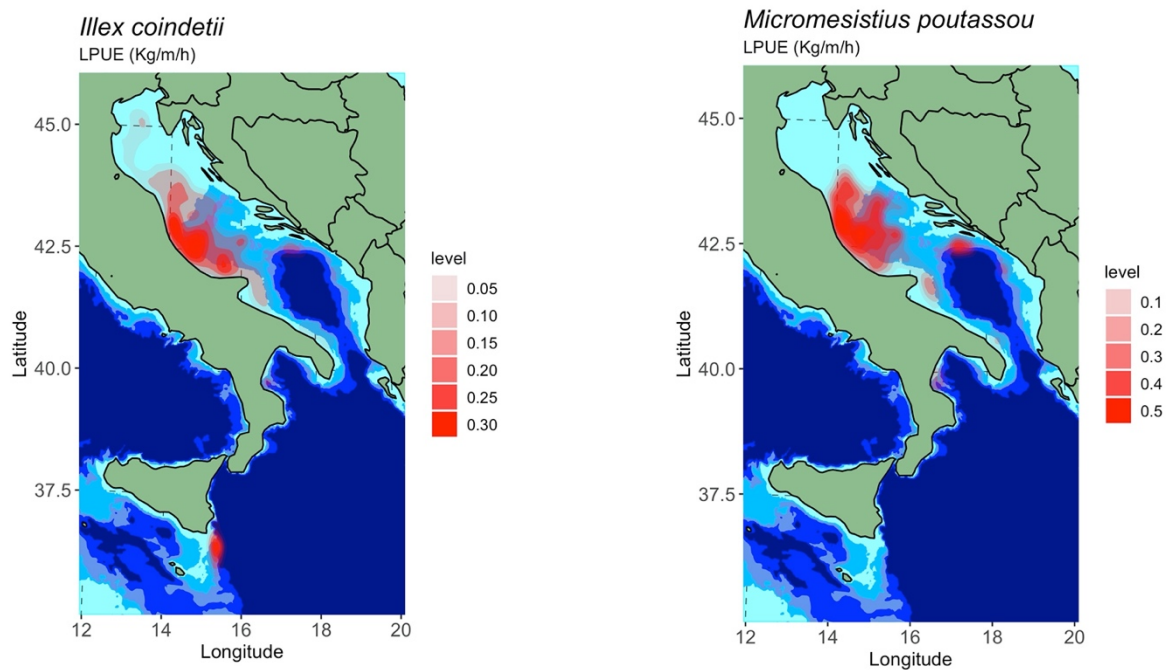 Illex coindetii
LPUE (Kg/m/h)
45.0
42.5
40.0
37.5
Latitude
12
14
16
18
20
Longitude
level
0.05
0.10
0.15
0.20
0.25
0.30
Micromesistius poutassou
LPUE (Kg/m/h)
45.0
42.5
40.0
37.5
Latitude
12
14
16
18
20
Longitude
level
0.1
0.2
0.3
0.4
0.5